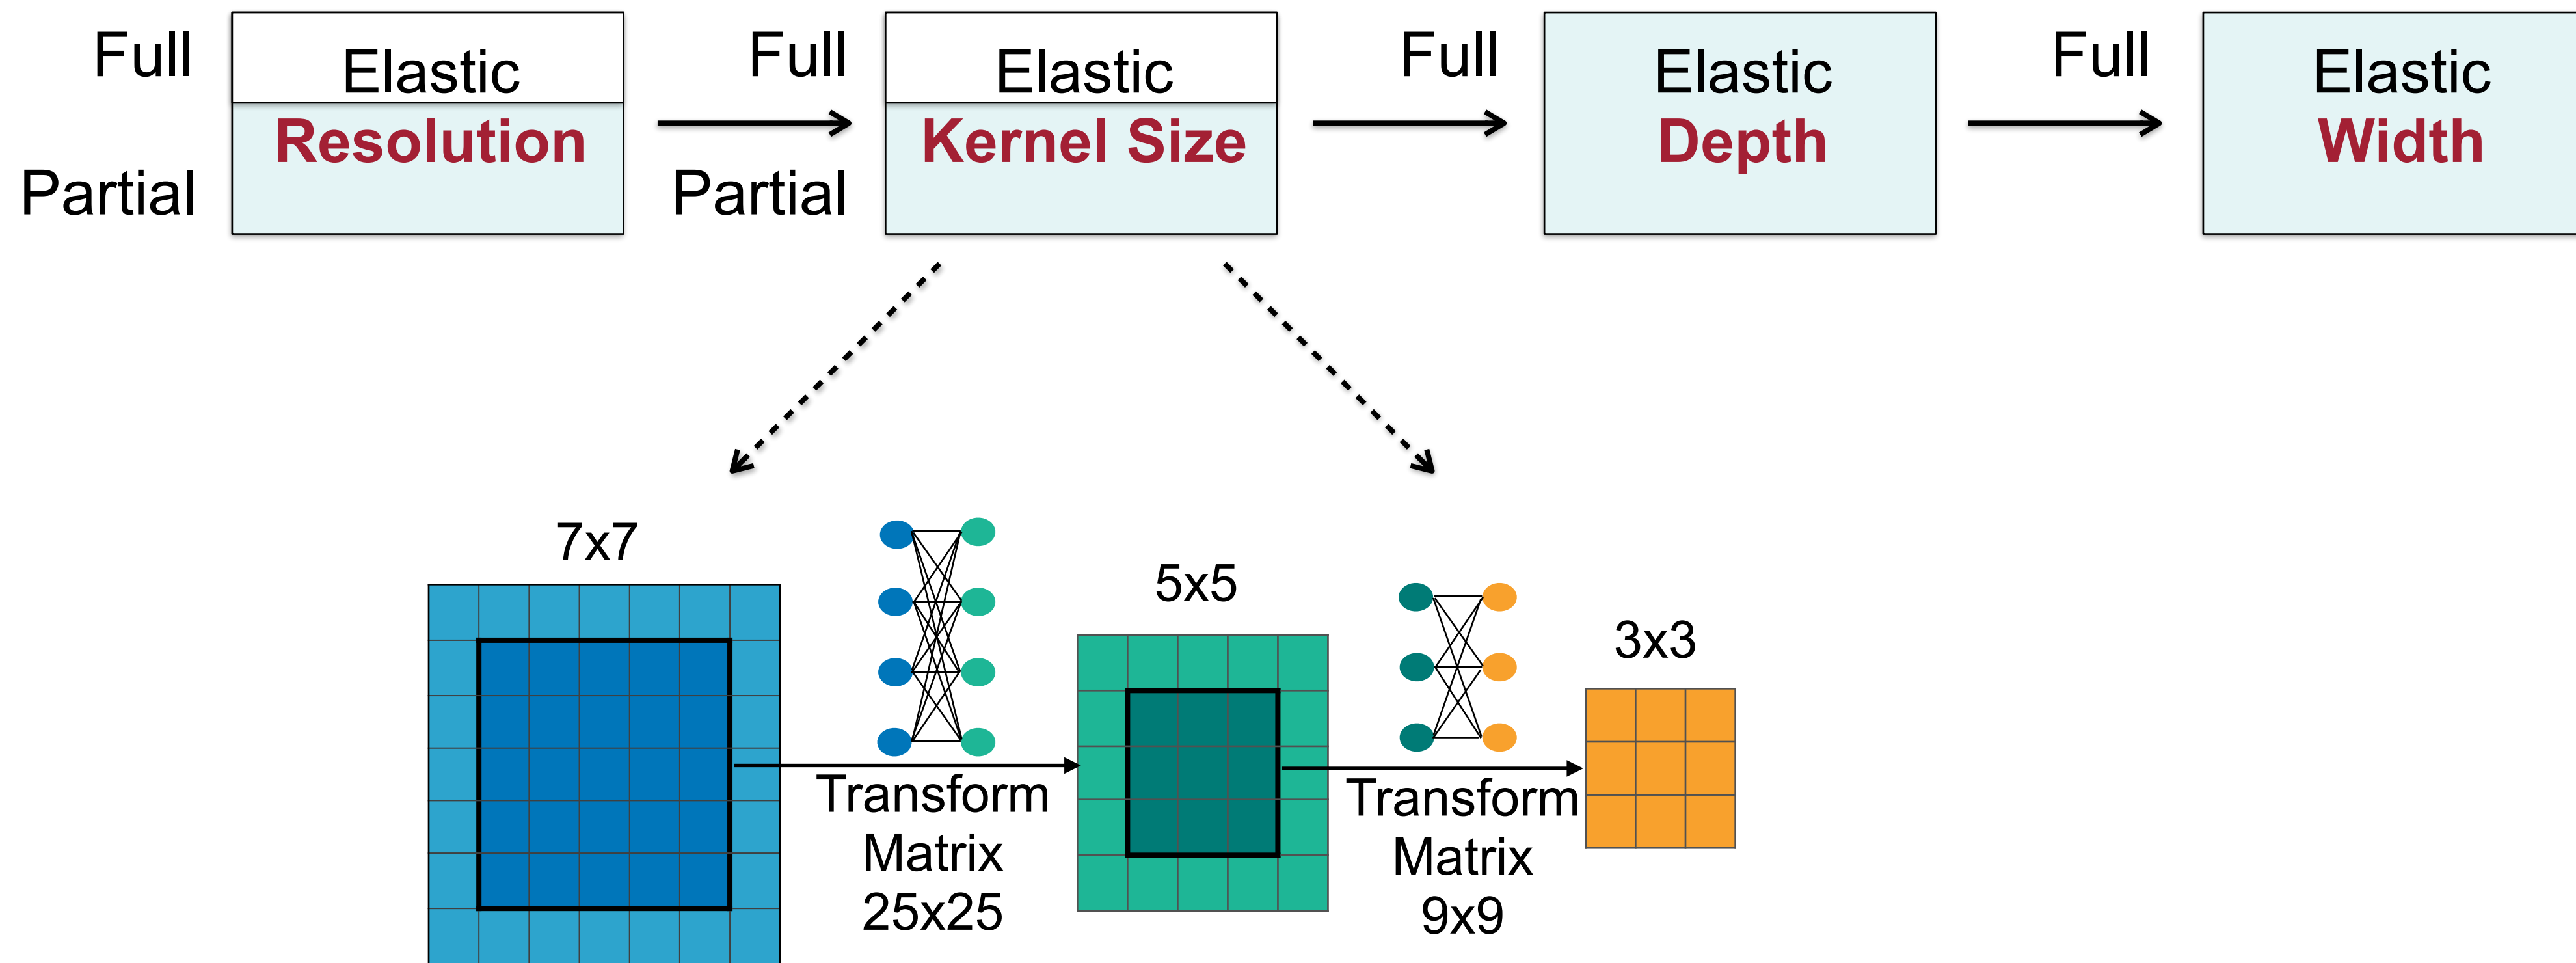 Full
Partial
Elastic
Resolution
Full
Partial
Elastic
Kernel Size
Full
Elastic
Depth
Full
Elastic
Width
7x7
Transform
Matrix
25x25
5x5
Transform
Matrix
9x9
3x3